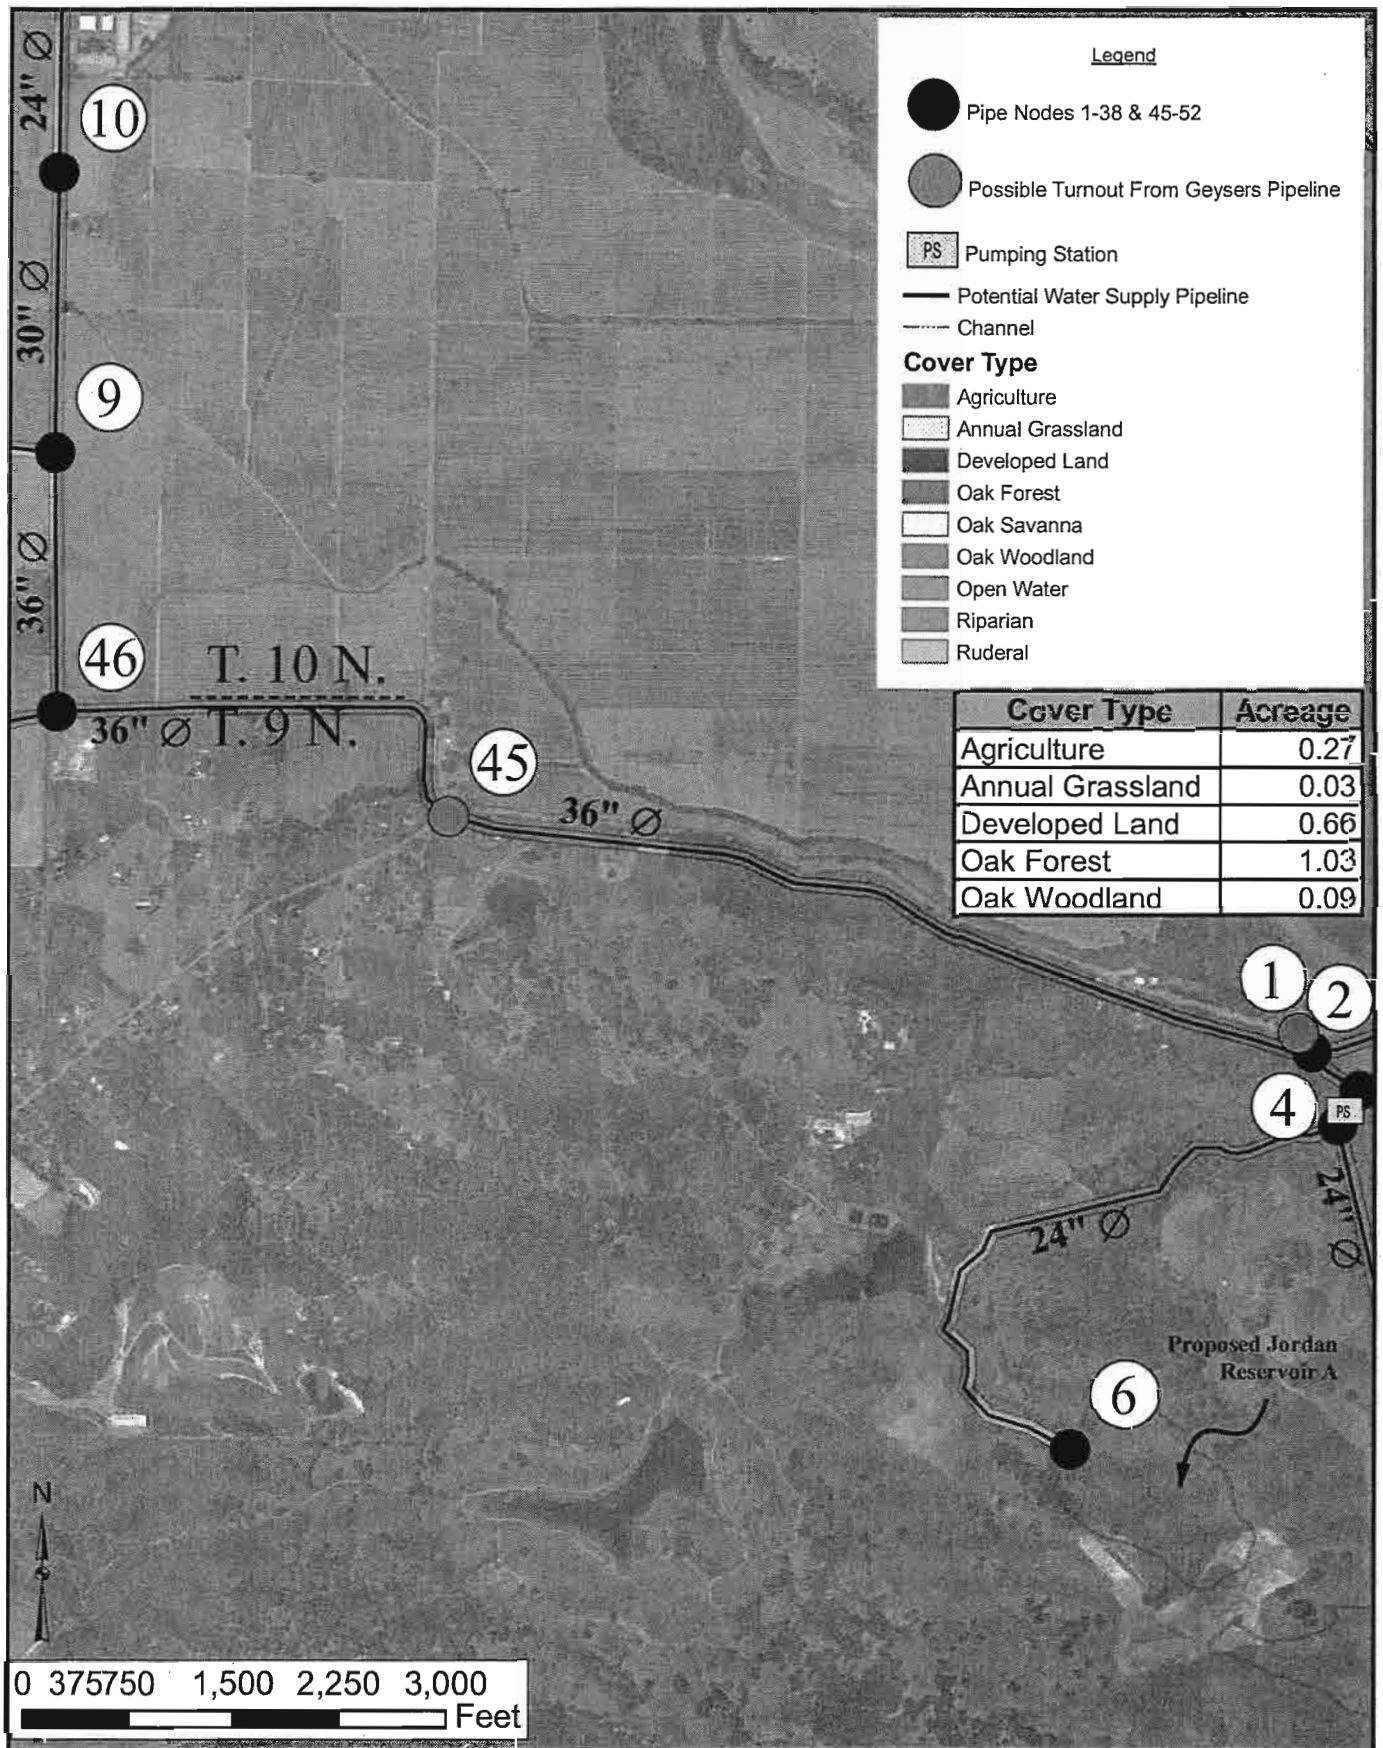 Legend
Pipe Nodes 1-38 & 45-52
Possible Turnout From Geysers Pipeline
PS Pumping Station
Potential Water Supply Pipeline
Channel
Cover Type
Agriculture
Annual Grassland
Developed Land
Oak Forest
Oak Savanna
Oak Woodland
Open Water
Riparian
Ruderal
Cover Type Acreage
Agriculture 0.27
Annual Grassland 0.03
Developed Land 0.66
Oak Forest 1.03
Oak Woodland 0.09
24" Ø
10
30" Ø
9
36" Ø
46
T. 10 N.
36" Ø T. 9 N.
45
36" Ø
1
2
4
PS
24" Ø
24" Ø
Proposed Jordan
Reservoir A
6
N
0 375750 1,500 2,250 3,000
Feet